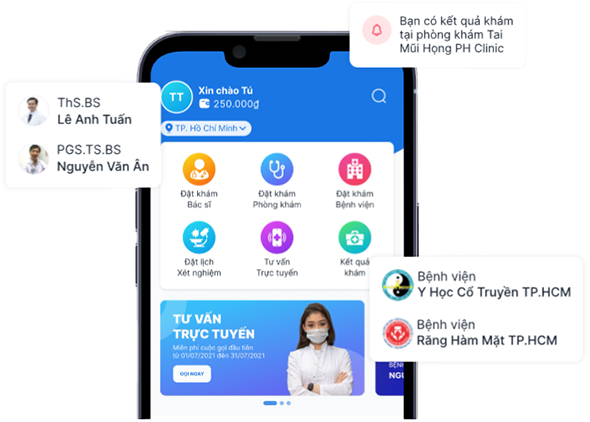 Bạn có kết quả khám
tại phòng khám Tai
Mũi Họng PH Clinic
ThS.BS
Lê Anh Tuấn
PGS.TS.BS
Nguyễn Văn Ân
TT
Xin chào Tú
250.000₫
TP. Hồ Chí Minh
Đặt khám
Bác sĩ
Đặt khám
Phòng khám
Đặt khám
Bệnh viện
Đặt lịch
Xét nghiệm
Tư vấn
Trực tuyến
Kết quả
khám
Bệnh viện
Y Học Cổ Truyền TP.HCM
Bệnh viện
Răng Hàm Mặt TP.HCM
TƯ VẤN
TRỰC TUYẾN
Miễn phí cuộc gọi đầu tiên
từ 01/07/2021 đến 31/07/2021
GỌI NGAY